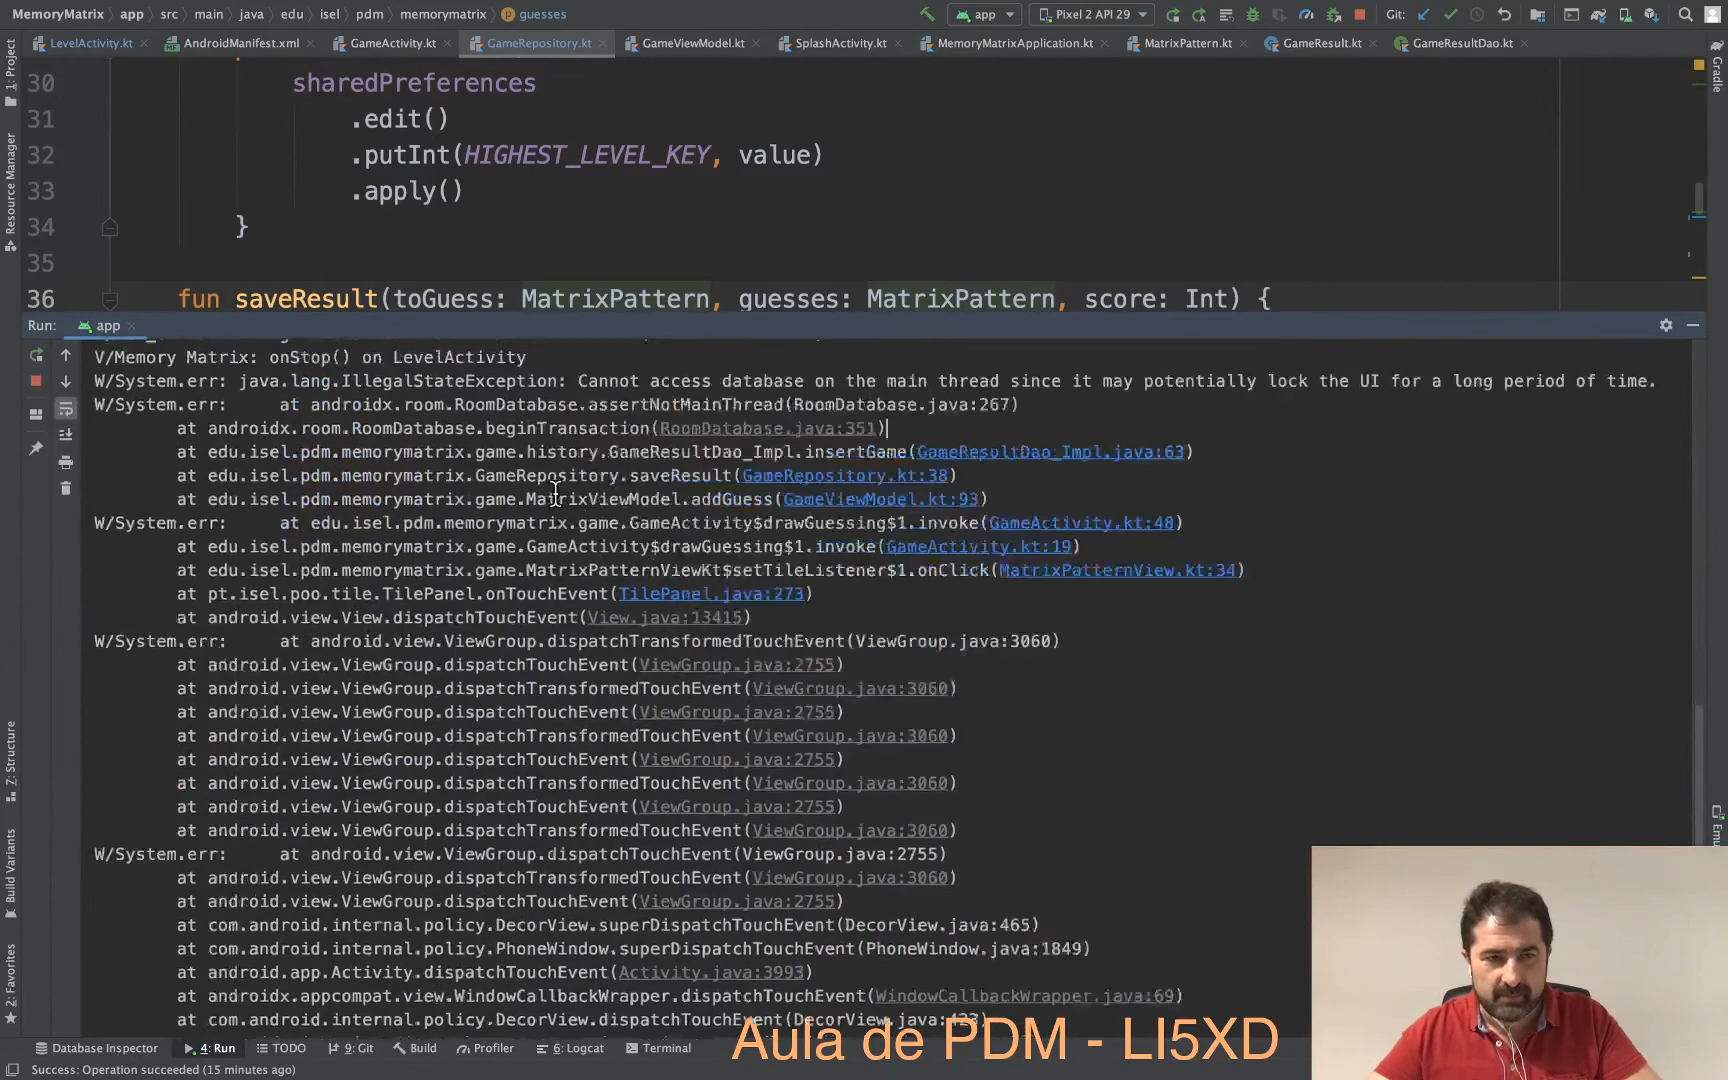 MemoryMatrix app src main java edu isel pdm memorymatrix guesses app Pixel 2 API 29 Git:
LevelActivity.kt AndroidManifest.xml GameActivity.kt GameRepository.kt GameViewModel.kt SplashActivity.kt MemoryMatrixApplication.kt MatrixPattern.kt GameResult.kt GameResultDao.kt
1: Project
Resource Manager
Gradle
30 sharedPreferences
31 .edit()
32 .putInt(HIGHEST_LEVEL_KEY, value)
33 .apply()
34 }
35
36 fun saveResult(toGuess: MatrixPattern, guesses: MatrixPattern, score: Int) {
Run: app
V/Memory Matrix: onStop() on LevelActivity
W/System.err: java.lang.IllegalStateException: Cannot access database on the main thread since it may potentially lock the UI for a long period of time.
W/System.err:     at androidx.room.RoomDatabase.assertNotMainThread(RoomDatabase.java:267)
at androidx.room.RoomDatabase.beginTransaction(RoomDatabase.java:351)
at edu.isel.pdm.memorymatrix.game.history.GameResultDao_Impl.insertGame(GameResultDao_Impl.java:63)
at edu.isel.pdm.memorymatrix.GameRepository.saveResult(GameRepository.kt:38)
at edu.isel.pdm.memorymatrix.game.MatrixViewModel.addGuess(GameViewModel.kt:93)
W/System.err:     at edu.isel.pdm.memorymatrix.game.GameActivity$drawGuessing$1.invoke(GameActivity.kt:48)
at edu.isel.pdm.memorymatrix.game.GameActivity$drawGuessing$1.invoke(GameActivity.kt:19)
at edu.isel.pdm.memorymatrix.game.MatrixPatternViewKt$setTileListener$1.onClick(MatrixPatternView.kt:34)
at pt.isel.poo.tile.TilePanel.onTouchEvent(TilePanel.java:273)
at android.view.View.dispatchTouchEvent(View.java:13415)
W/System.err:     at android.view.ViewGroup.dispatchTransformedTouchEvent(ViewGroup.java:3060)
at android.view.ViewGroup.dispatchTouchEvent(ViewGroup.java:2755)
at android.view.ViewGroup.dispatchTransformedTouchEvent(ViewGroup.java:3060)
at android.view.ViewGroup.dispatchTouchEvent(ViewGroup.java:2755)
at android.view.ViewGroup.dispatchTransformedTouchEvent(ViewGroup.java:3060)
at android.view.ViewGroup.dispatchTouchEvent(ViewGroup.java:2755)
at android.view.ViewGroup.dispatchTransformedTouchEvent(ViewGroup.java:3060)
at android.view.ViewGroup.dispatchTouchEvent(ViewGroup.java:2755)
at android.view.ViewGroup.dispatchTransformedTouchEvent(ViewGroup.java:3060)
W/System.err:     at android.view.ViewGroup.dispatchTouchEvent(ViewGroup.java:2755)
at android.view.ViewGroup.dispatchTransformedTouchEvent(ViewGroup.java:3060)
at android.view.ViewGroup.dispatchTouchEvent(ViewGroup.java:2755)
at com.android.internal.policy.DecorView.superDispatchTouchEvent(DecorView.java:465)
at com.android.internal.policy.PhoneWindow.superDispatchTouchEvent(PhoneWindow.java:1849)
at android.app.Activity.dispatchTouchEvent(Activity.java:3993)
at androidx.appcompat.view.WindowCallbackWrapper.dispatchTouchEvent(WindowCallbackWrapper.java:69)
at com.android.internal.policy.DecorView.dispatchTouchEvent(DecorView.java:423)
7: Structure
Build Variants
2: Favorites
Emu
Aula de PDM - LI5XD
Database Inspector 4: Run TODO 9: Git Build Profiler 6: Logcat Terminal
Success: Operation succeeded (15 minutes ago)